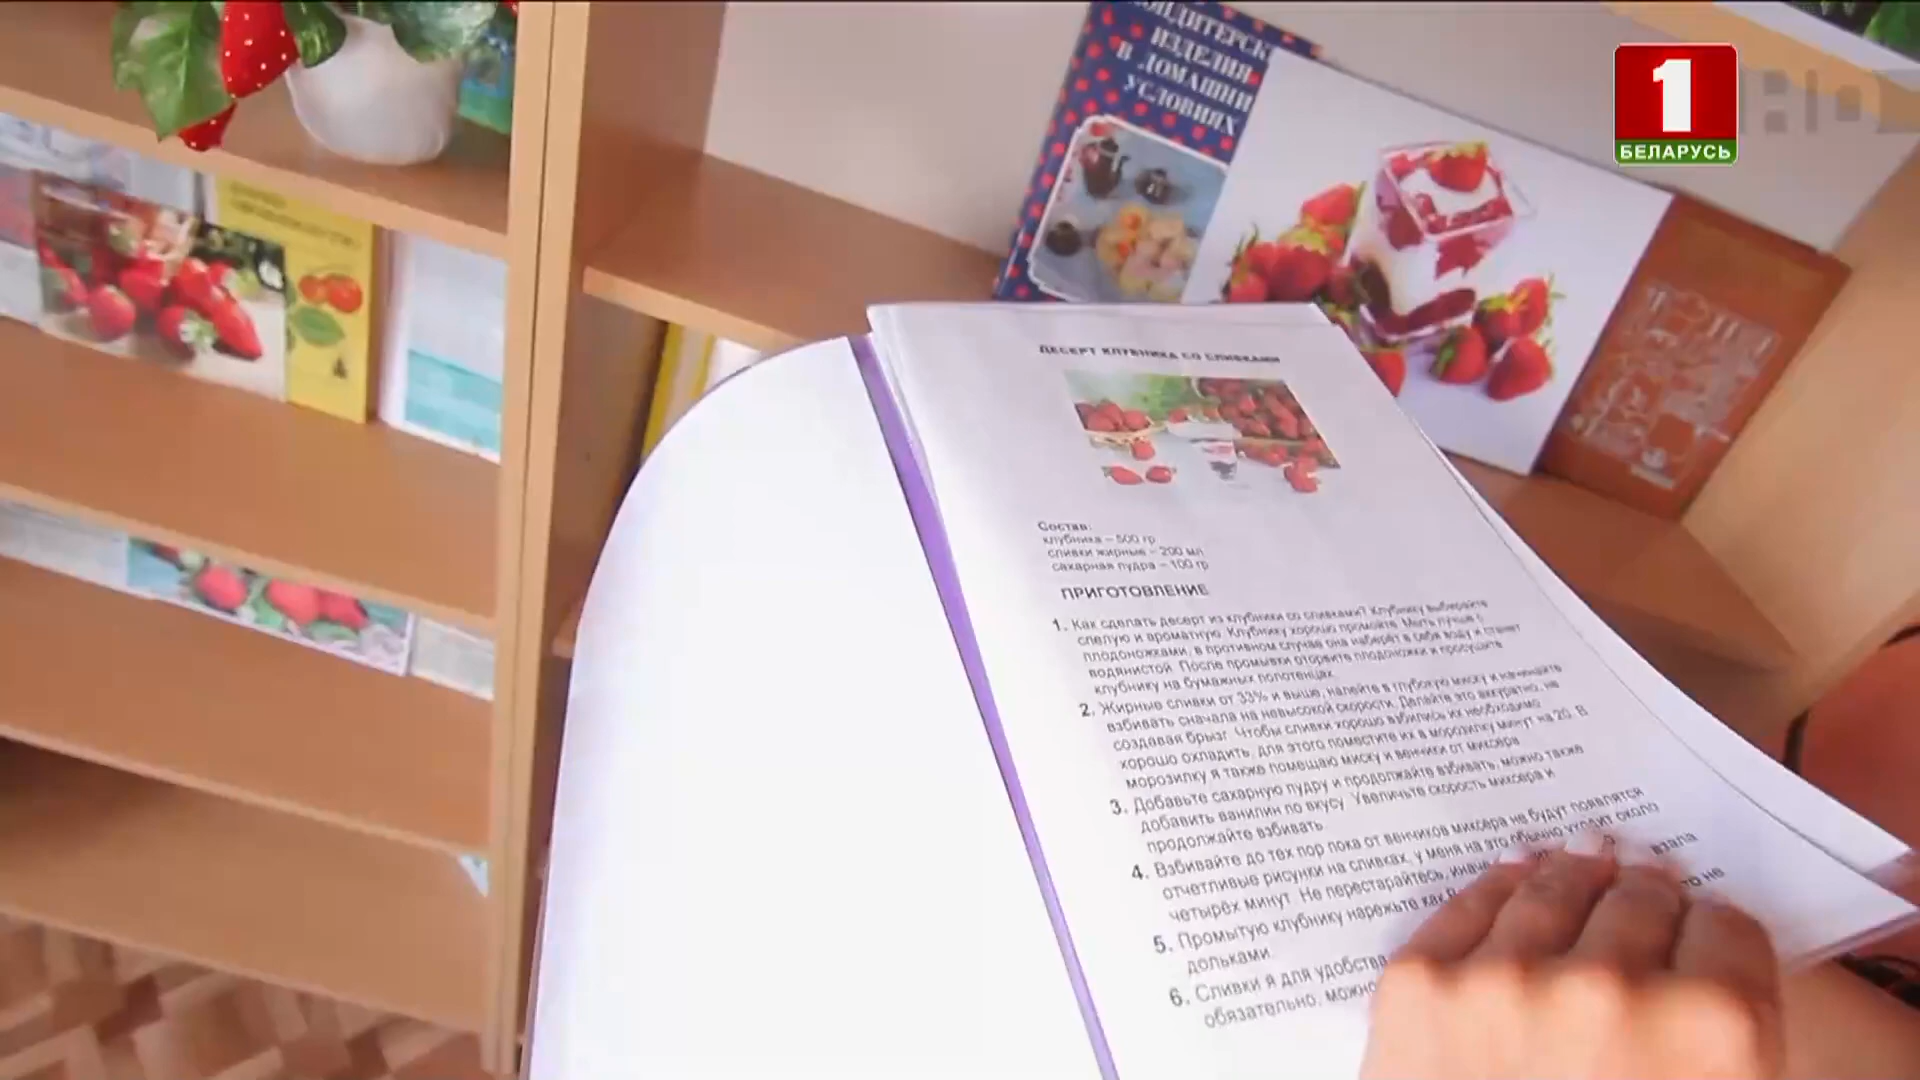 КОНДИТЕРСКИЕ
ИЗДЕЛИЯ
В ДОМАШНИХ
УСЛОВИЯХ
1
БЕЛАРУСЬ
ДЕСЕРТ КЛУБНИКА СО СЛИВКАМИ
Состав:
клубника – 500 гр
сливки жирные – 200 мл
сахарная пудра – 100 гр
ПРИГОТОВЛЕНИЕ
1. Как сделать десерт из клубники со сливками? Клубнику выбирайте
спелую и ароматную. Клубнику хорошо промойте. Мыть лучше с
плодоножками, в противном случае она наберёт в себя воду и станет
водянистой. После промывки оторвите плодоножки и просушите
клубнику на бумажных полотенцах.
2. Жирные сливки от 33% и выше, налейте в глубокую миску и начинайте
взбивать сначала на невысокой скорости. Делайте это аккуратно, не
создавая брызг. Чтобы сливки хорошо взбились их необходимо
хорошо охладить, для этого поместите их в морозилку минут на 20. В
морозилку я также помещаю миску и венчики от миксера
3. Добавьте сахарную пудру и продолжайте взбивать, можно также
добавить ванилин по вкусу. Увеличьте скорость миксера и
продолжайте взбивать.
4. Взбивайте до тех пор пока от венчиков миксера не будут появлятся
отчетливые рисунки на сливках, у меня на это обычно уходит около
четырёх минут. Не перестарайтесь, иначе
5. Промытую клубнику нарежьте как
дольками.
6. Сливки я для удобства
обязательно, можно